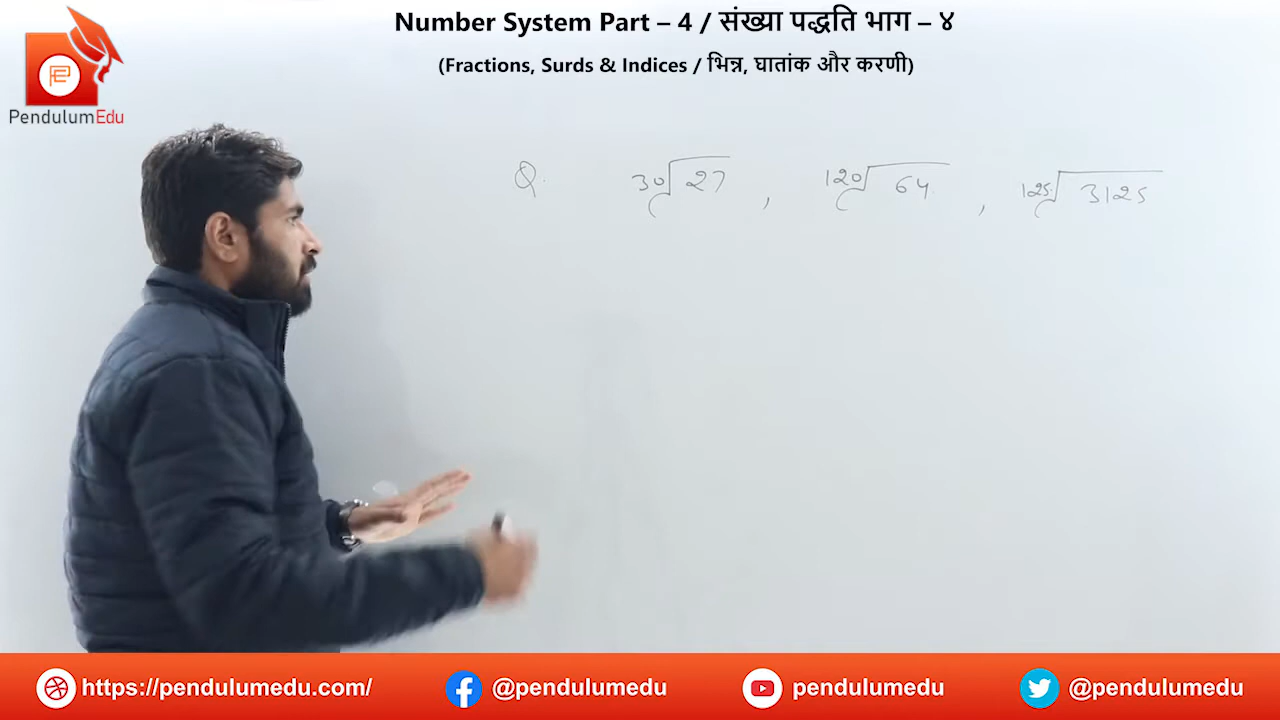 Number System Part – 4 / संख्या पद्धति भाग – ४
(Fractions, Surds & Indices / भिन्न, घातांक और करणी)
PendulumEdu
Q. ³⁰√27 , ¹²⁰√64 , ¹²⁵√3125
https://pendulumedu.com/ @pendulumedu pendulumedu @pendulumedu